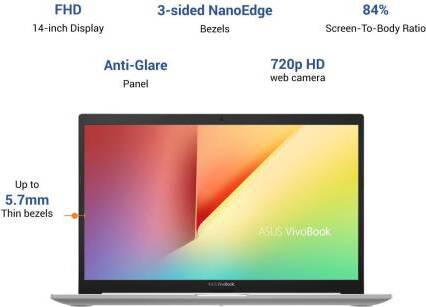 FHD
14-inch Display
3-sided NanoEdge
Bezels
84%
Screen-To-Body Ratio
Anti-Glare
Panel
720p HD
web camera
Up to
5.7mm
Thin bezels
ASUS VivoBook
ASUS VivoBook